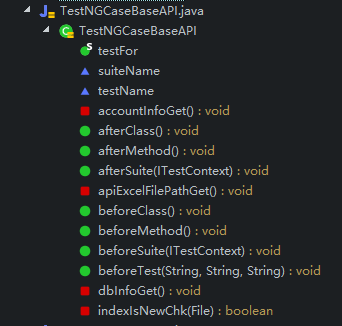 TestNGCaseBaseAPI.java
TestNGCaseBaseAPI
S testFor
suiteName
testName
accountInfoGet() : void
afterClass() : void
afterMethod() : void
afterSuite(ITestContext) : void
apiExcelFilePathGet() : void
beforeClass() : void
beforeMethod() : void
beforeSuite(ITestContext) : void
beforeTest(String, String, String) : void
dbInfoGet() : void
indexIsNewChk(File) : boolean